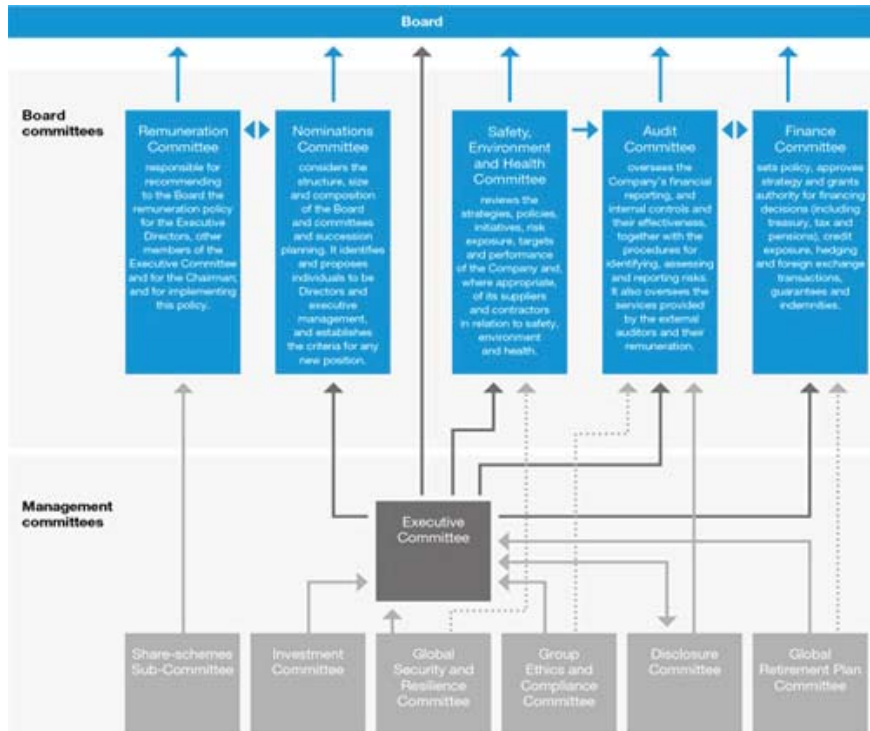 Board
Board
committees
Remuneration
Committee
responsible for
recommending
to the Board the
remuneration policy
for the Executive
Directors, other
members of the
Executive Committee
and for the Chairman;
and for implementing
this policy.
Nominations
Committee
considers the
structure, size
and composition
of the Board
and committees
and succession
planning. It identifies
and proposes
individuals to be
Directors and
executive
management,
and establishes
the criteria for any
new position.
Safety,
Environment
and Health
Committee
reviews the
strategies, policies,
initiatives, risk
exposure, targets
and performance
of the Company and,
where appropriate,
of its suppliers
and contractors
in relation to safety,
environment
and health.
Audit
Committee
oversees the
Company's financial
reporting, and
internal controls and
their effectiveness,
together with the
procedures for
identifying, assessing
and reporting risks.
It also oversees the
services provided
by the external
auditors and their
remuneration.
Finance
Committee
sets policy, approves
strategy and grants
authority for financing
decisions (including
treasury, tax and
pensions), credit
exposure, hedging
and foreign exchange
transactions,
guarantees and
indemnities.
Management
committees
Executive
Committee
Share-schemes
Sub-Committee
Investment
Committee
Global
Security and
Resilience
Committee
Group
Ethics and
Compliance
Committee
Disclosure
Committee
Global
Retirement Plan
Committee